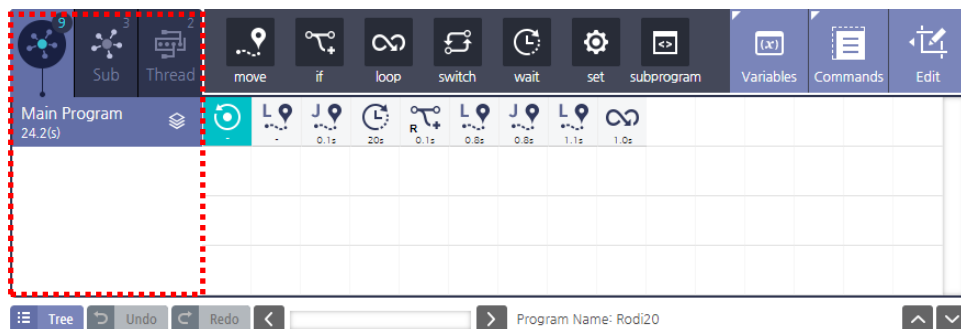 9 3 2
Sub Thread move if loop switch wait set subprogram Variables Commands Edit
Main Program
24.2(s)
L J R L J L
- - 0.1s 20s 0.1s 0.8s 0.8s 1.1s 1.0s
Tree Undo Redo Program Name: Rodi20